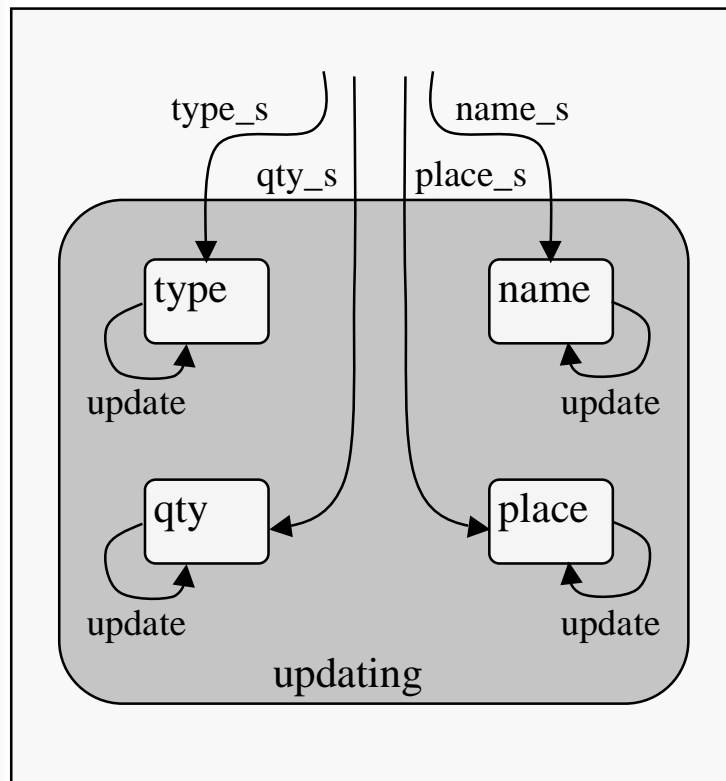 type_s name_s
qty_s place_s
type name
update update
qty place
update update
updating